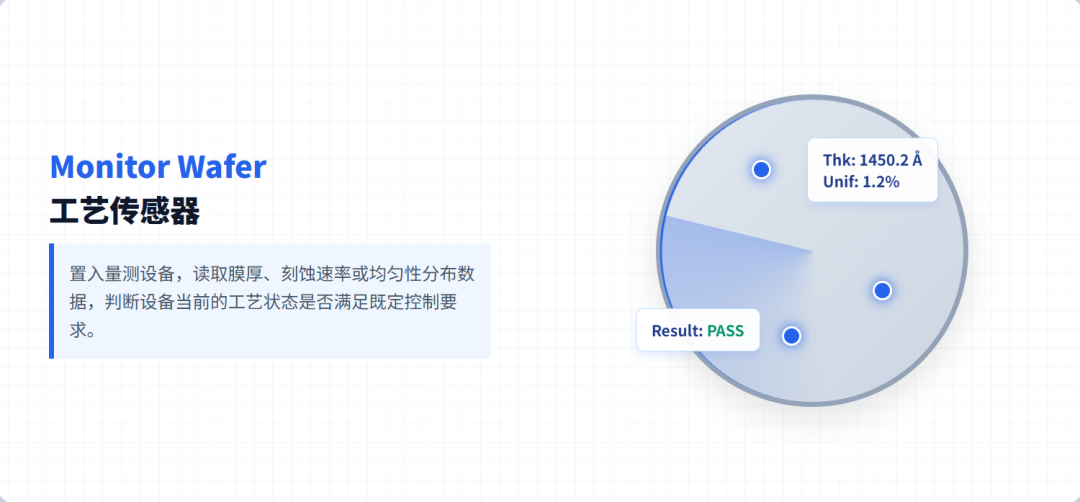 Monitor Wafer
工艺传感器
置入量测设备，读取膜厚、刻蚀速率或均匀性分布数
据，判断设备当前的工艺状态是否满足既定控制要
求。
Thk: 1450.2 Å
Unif: 1.2%
Result: PASS